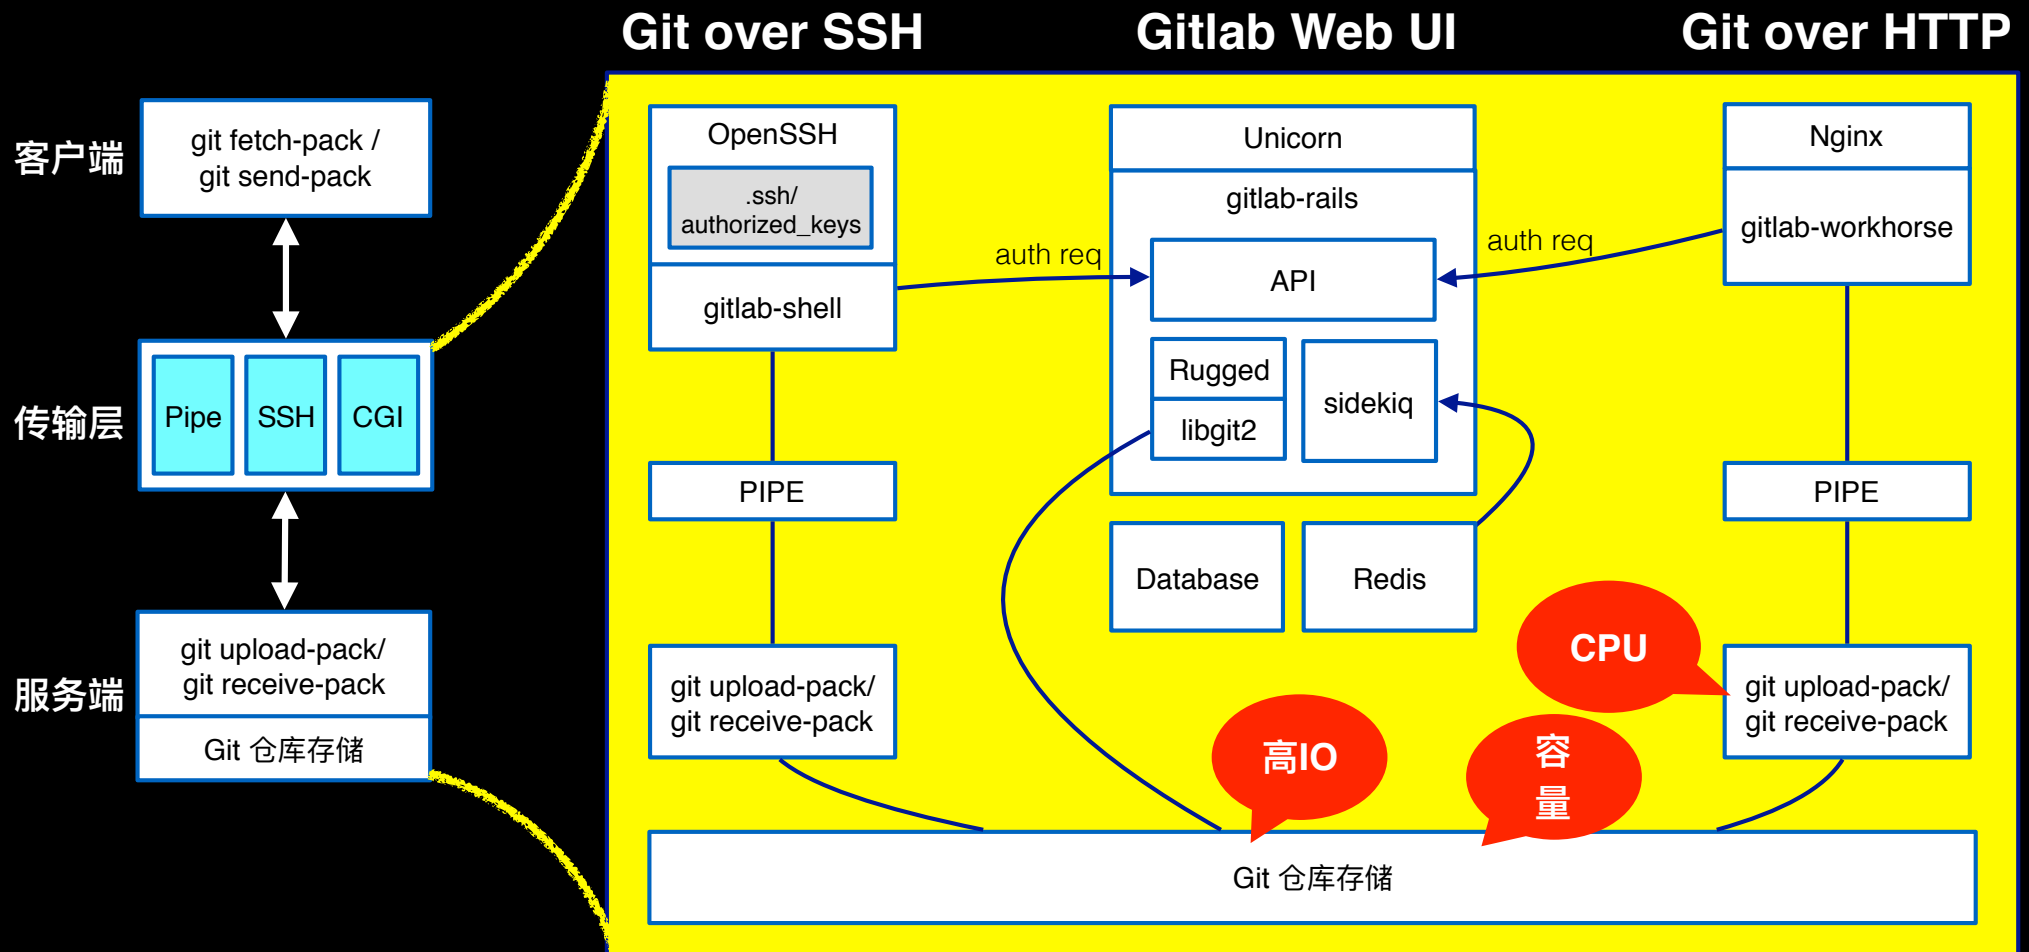 Git over SSH
Gitlab Web UI
Git over HTTP
客户端
git fetch-pack /
git send-pack
传输层
Pipe
SSH
CGI
服务端
git upload-pack/
git receive-pack
Git 仓库存储
OpenSSH
.ssh/
authorized_keys
gitlab-shell
auth req
PIPE
git upload-pack/
git receive-pack
Unicorn
gitlab-rails
API
Rugged
libgit2
sidekiq
Database
Redis
auth req
Nginx
gitlab-workhorse
PIPE
CPU
git upload-pack/
git receive-pack
高IO
容
量
Git 仓库存储